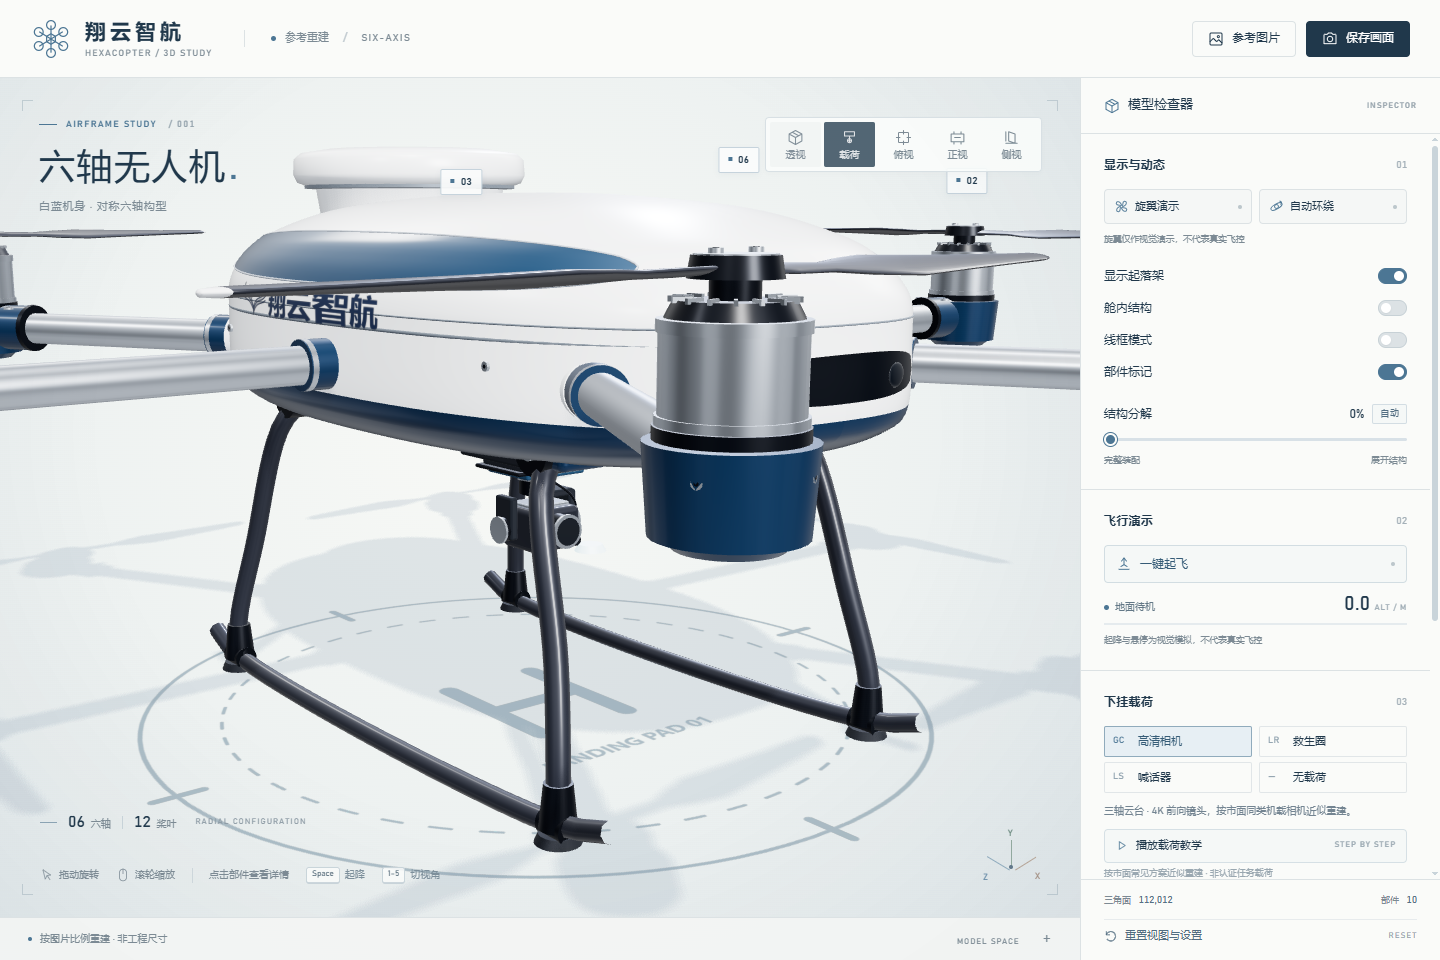 翔云智航
HEXACOPTER / 3D STUDY
参考重建 / SIX-AXIS
参考图片
保存画面
AIRFRAME STUDY / 001
六轴无人机.
白蓝机身 · 对称六轴构型
透视
载荷
俯视
正视
侧视
06
03
02
翔云智航
H
LANDING PAD 01
06 六轴
12 桨叶
RADIAL CONFIGURATION
拖动旋转
滚轮缩放
点击部件查看详情
Space 起降
1-5 切视角
Y
Z
X
按图片比例重建 · 非工程尺寸
MODEL SPACE +
模型检查器
INSPECTOR
显示与动态
01
旋翼演示
自动环绕
旋翼仅作视觉演示，不代表真实飞控
显示起落架
舱内结构
线框模式
部件标记
结构分解
0%
自动
完整装配
展开结构
飞行演示
02
一键起飞
地面待机
0.0 ALT / M
起降与悬停为视觉模拟，不代表真实飞控
下挂载荷
03
GC 高清相机
LR 救生圈
LS 喊话器
— 无载荷
三轴云台 · 4K 前向镜头，按市面同类机载相机近似重建。
播放载荷教学
STEP BY STEP
按市面常见方案近似重建 · 非认证任务载荷
三角面 112,012
部件 10
重置视图与设置
RESET